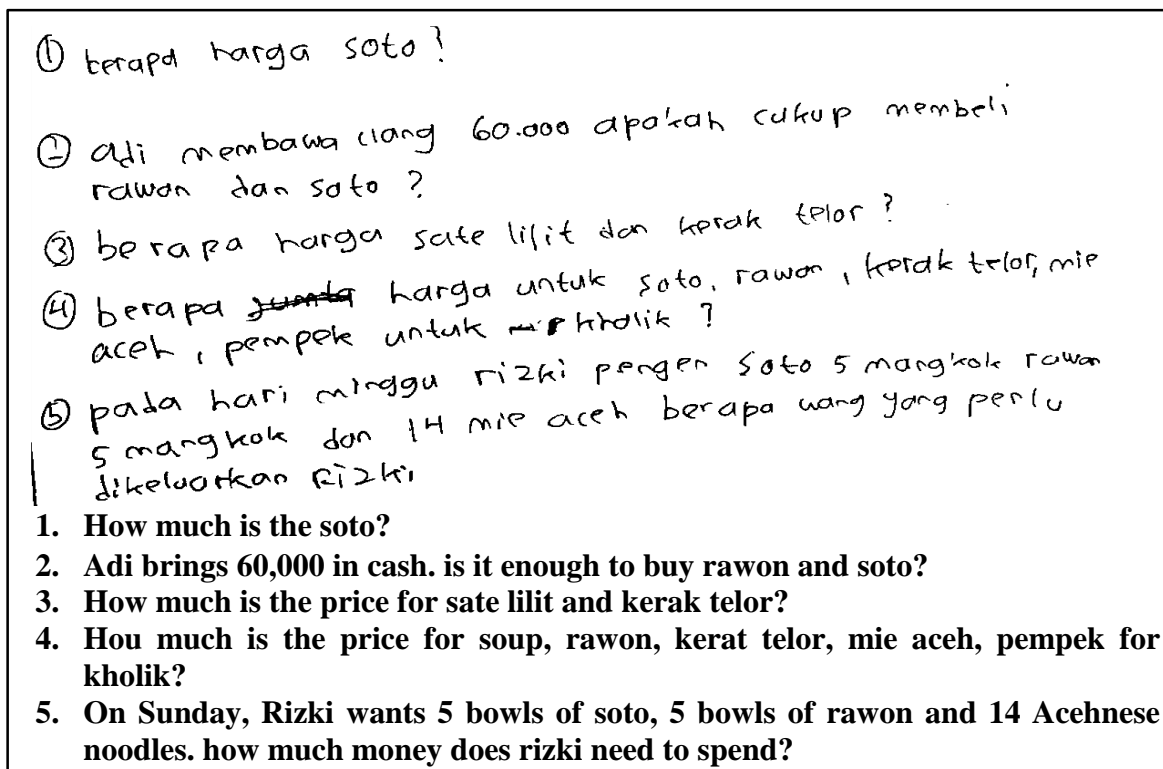 ① berapa harga soto?
② adi membawa uang 60.000 apakah cukup membeli
rawon dan soto?
③ berapa harga sate lilit dan kerak telor?
④ berapa harga untuk soto, rawon, kerak telor, mie
aceh, pempek untuk kholik?
⑤ pada hari minggu rizki pengen soto 5 mangkok rawon
5 mangkok dan 14 mie aceh berapa uang yang perlu
dikeluarkan Rizki
1. How much is the soto?
2. Adi brings 60,000 in cash. is it enough to buy rawon and soto?
3. How much is the price for sate lilit and kerak telor?
4. Hou much is the price for soup, rawon, kerat telor, mie aceh, pempek for
kholik?
5. On Sunday, Rizki wants 5 bowls of soto, 5 bowls of rawon and 14 Acehnese
noodles. how much money does rizki need to spend?